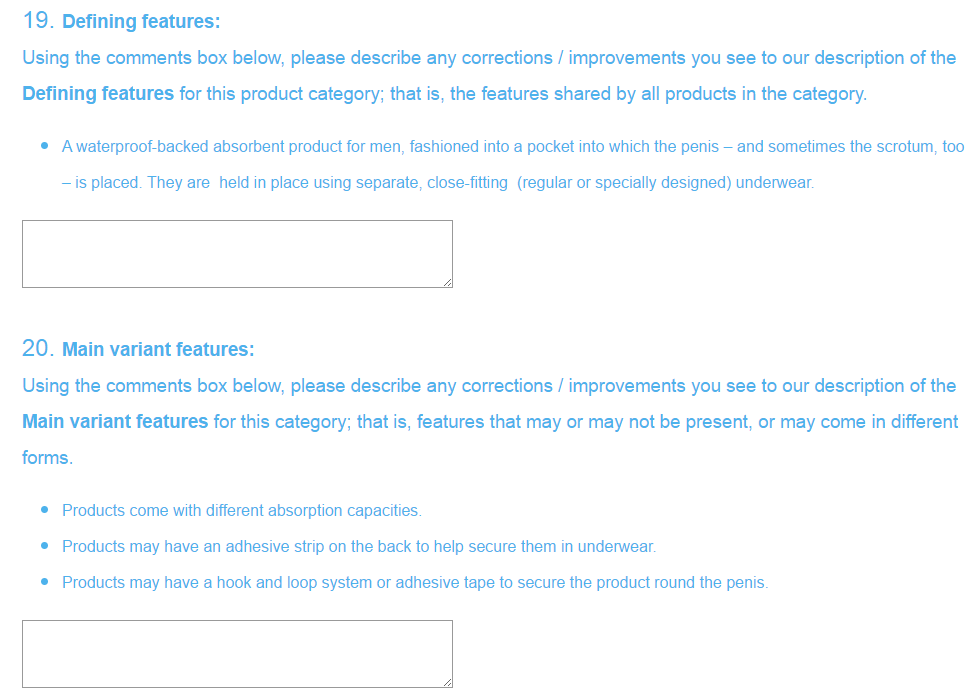 19. Defining features:
Using the comments box below, please describe any corrections / improvements you see to our description of the
Defining features for this product category; that is, the features shared by all products in the category.
• A waterproof-backed absorbent product for men, fashioned into a pocket into which the penis – and sometimes the scrotum, too
– is placed. They are  held in place using separate, close-fitting  (regular or specially designed) underwear.
20. Main variant features:
Using the comments box below, please describe any corrections / improvements you see to our description of the
Main variant features for this category; that is, features that may or may not be present, or may come in different
forms.
• Products come with different absorption capacities.
• Products may have an adhesive strip on the back to help secure them in underwear.
• Products may have a hook and loop system or adhesive tape to secure the product round the penis.